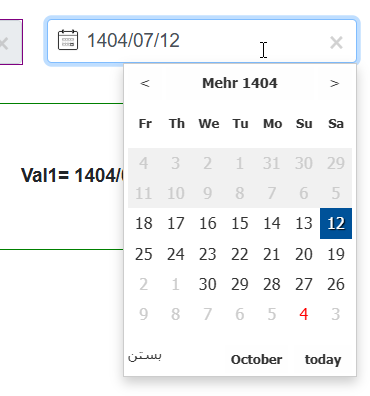 1404/07/12
< Mehr 1404 >
Fr Th We Tu Mo Su Sa
4 3 2 1 31 30 29
11 10 9 8 7 6 5
18 17 16 15 14 13 12
25 24 23 22 21 20 19
2 1 30 29 28 27 26
9 8 7 6 5 4 3
بستن October today
Val1= 1404/0